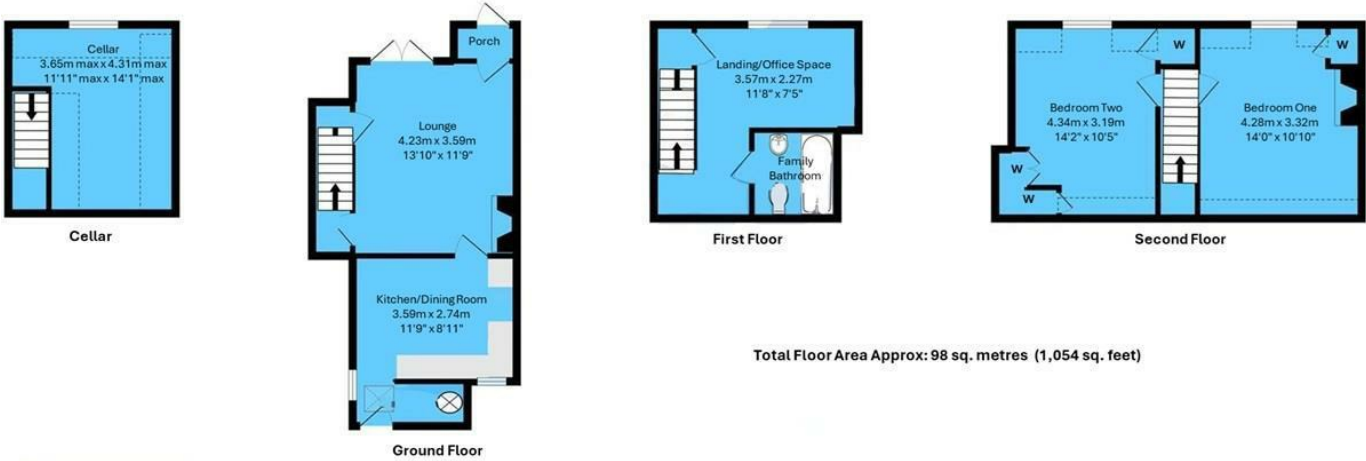 Cellar
3.65m max x 4.31m max
11'11" max x 14'1" max
Cellar
Porch
Lounge
4.23m x 3.59m
13'10" x 11'9"
Kitchen/Dining Room
3.59m x 2.74m
11'9" x 8'11"
Ground Floor
Landing/Office Space
3.57m x 2.27m
11'8" x 7'5"
Family
Bathroom
First Floor
W
W
Bedroom Two
4.34m x 3.19m
14'2" x 10'5"
Bedroom One
4.28m x 3.32m
14'0" x 10'10"
W
W
Second Floor
Total Floor Area Approx: 98 sq. metres (1,054 sq. feet)